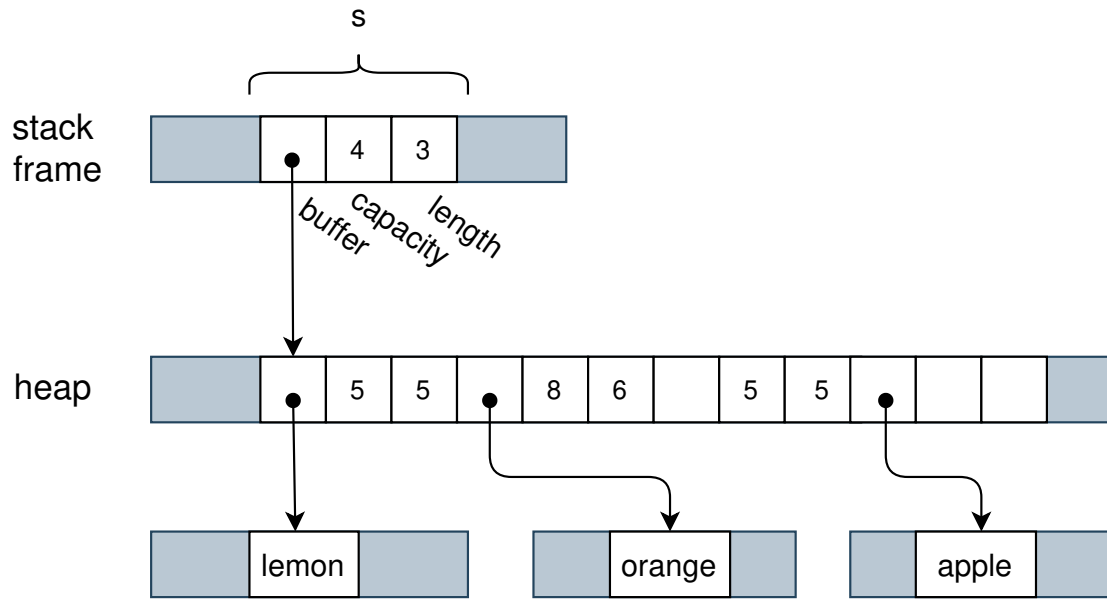 s
stack
frame
4
3
buffer
capacity
length
heap
5
5
8
6
5
5
lemon
orange
apple